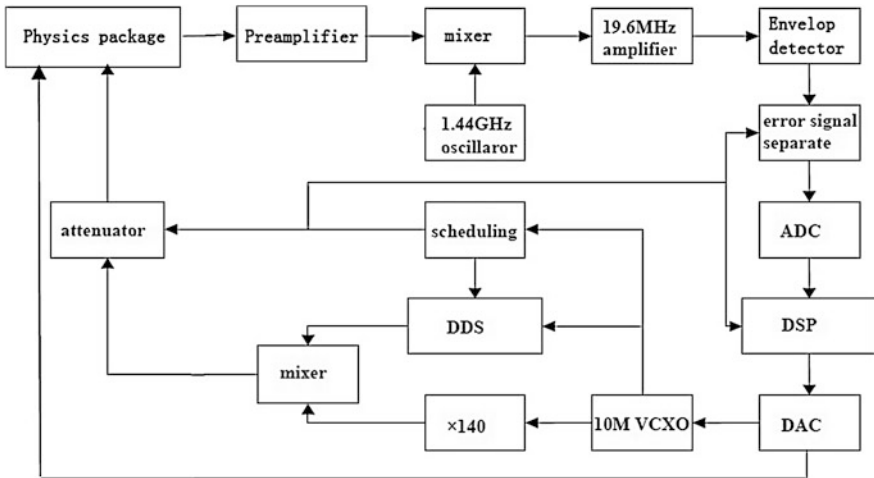 Physics package
Preamplifier
mixer
19.6MHz
amplifier
Envelop
detector
1.44GHz
oscillaror
error signal
separate
attenuator
scheduling
ADC
DDS
DSP
mixer
×140
10M VCXO
DAC